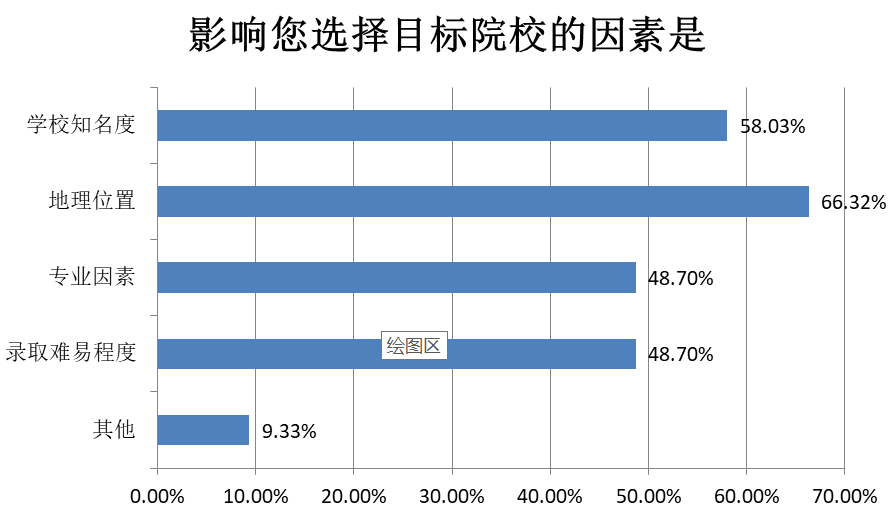 影响您选择目标院校的因素是
学校知名度
58.03%
地理位置
66.32%
专业因素
48.70%
录取难易程度
绘图区
48.70%
其他
9.33%
0.00% 10.00% 20.00% 30.00% 40.00% 50.00% 60.00% 70.00%